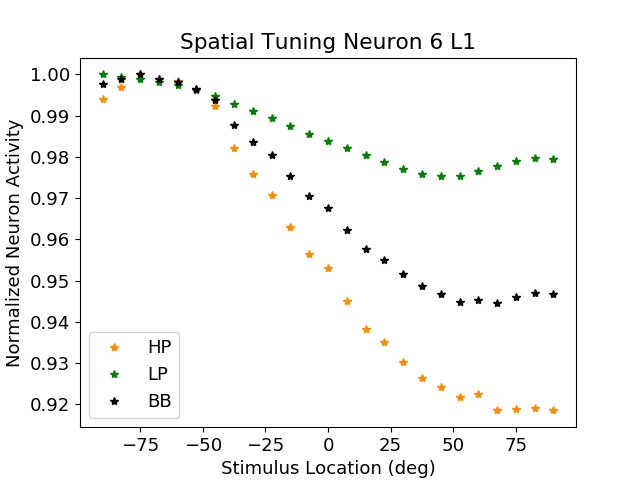 Spatial Tuning Neuron 6 L1
Normalized Neuron Activity
1.00
0.99
0.98
0.97
0.96
0.95
0.94
0.93
0.92
HP
LP
BB
−75 −50 −25 0 25 50 75
Stimulus Location (deg)